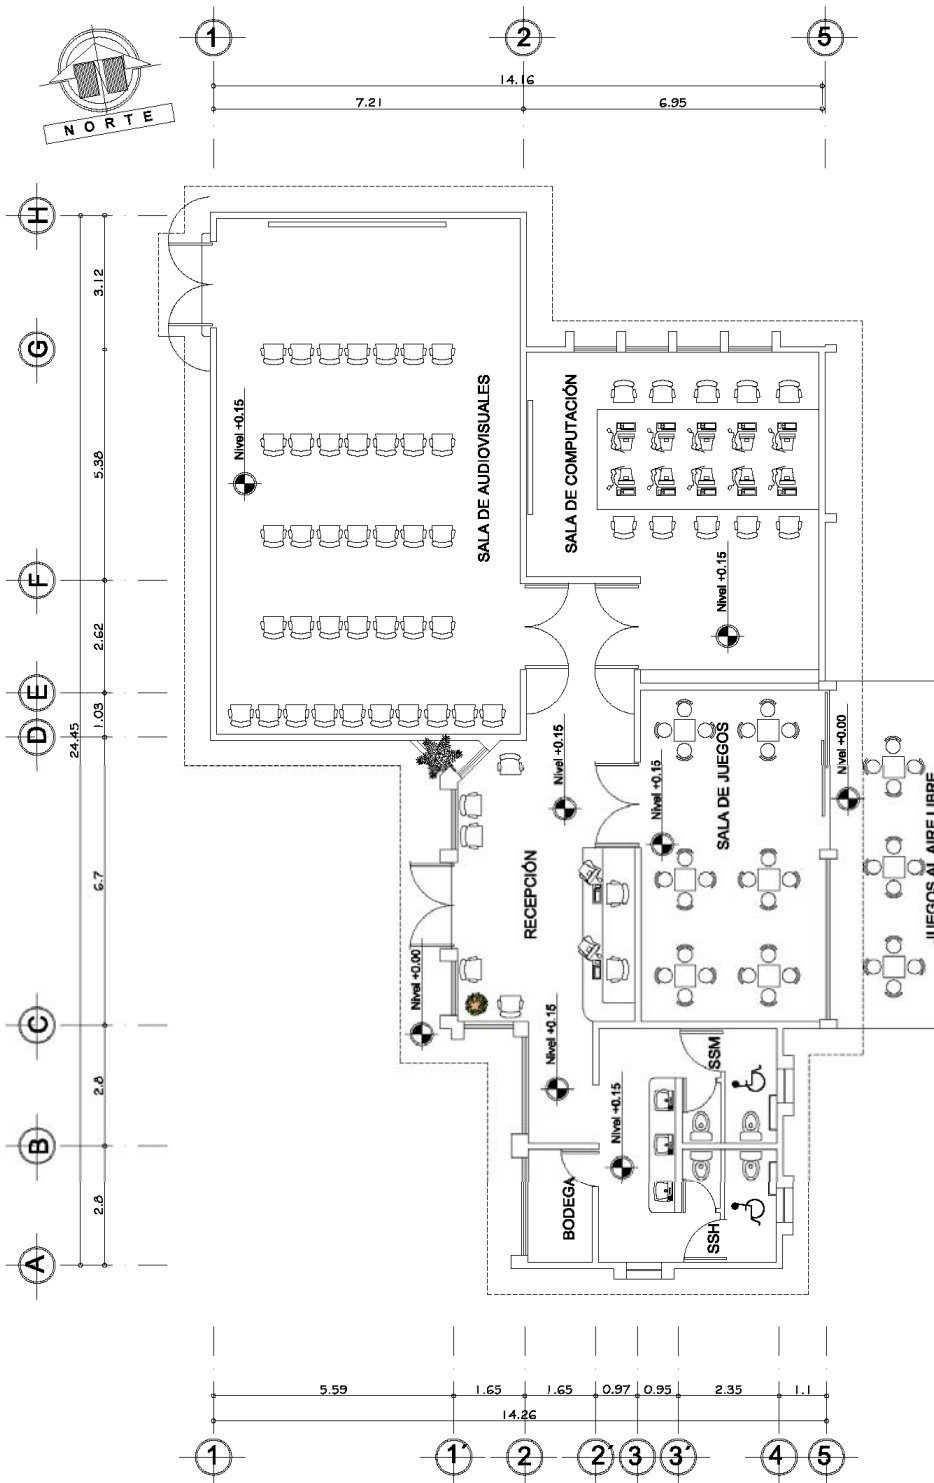 1
2
5
14.16
7.21
6.95
NORTE
H
G
F
E
D
C
B
A
3.12
5.38
2.62
1.03
24.45
6.7
2.8
2.8
Nivel +0.15
SALA DE AUDIOVISUALES
SALA DE COMPUTACIÓN
Nivel +0.15
Nivel +0.15
Nivel +0.15
SALA DE JUEGOS
Nivel +0.00
JUEGOS AL AIRE LIBRE
RECEPCIÓN
Nivel +0.00
Nivel +0.15
Nivel +0.15
SSM
BODEGA
SSH
5.59
1.65
1.65
0.97
0.95
2.35
1.1
14.26
1
1´
2
2´
3
3´
4
5